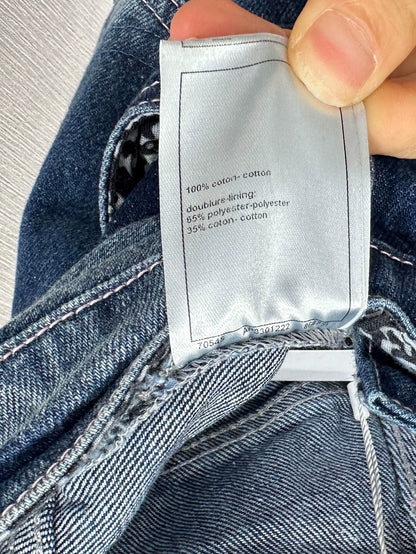 100% coton- cotton
doublure-lining:
65% polyester-polyester
35% coton- cotton